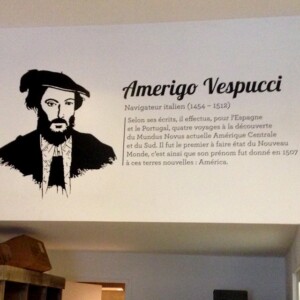 Amerigo Vespucci
Navigateur italien (1454 – 1512)
Selon ses écrits, il effectua, pour l'Espagne
et le Portugal, quatre voyages à la découverte
du Mundus Novus actuelle Amérique Centrale
et du Sud. Il fut le premier à faire état du Nouveau
Monde, c'est ainsi que son prénom fut donné en 1507
à ces terres nouvelles : América.